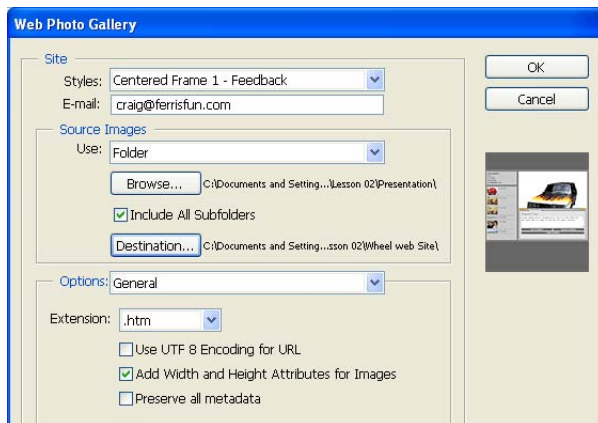 Web Photo Gallery
Site
Styles: Centered Frame 1 - Feedback
E-mail: craig@ferrisfun.com
Source Images
Use: Folder
Browse... C:\Documents and Setting...\Lesson 02\Presentation\
Include All Subfolders
Destination... C:\Documents and Setting...sson 02\Wheel web Site\
Options: General
Extension: .htm
Use UTF 8 Encoding for URL
Add Width and Height Attributes for Images
Preserve all metadata
OK
Cancel